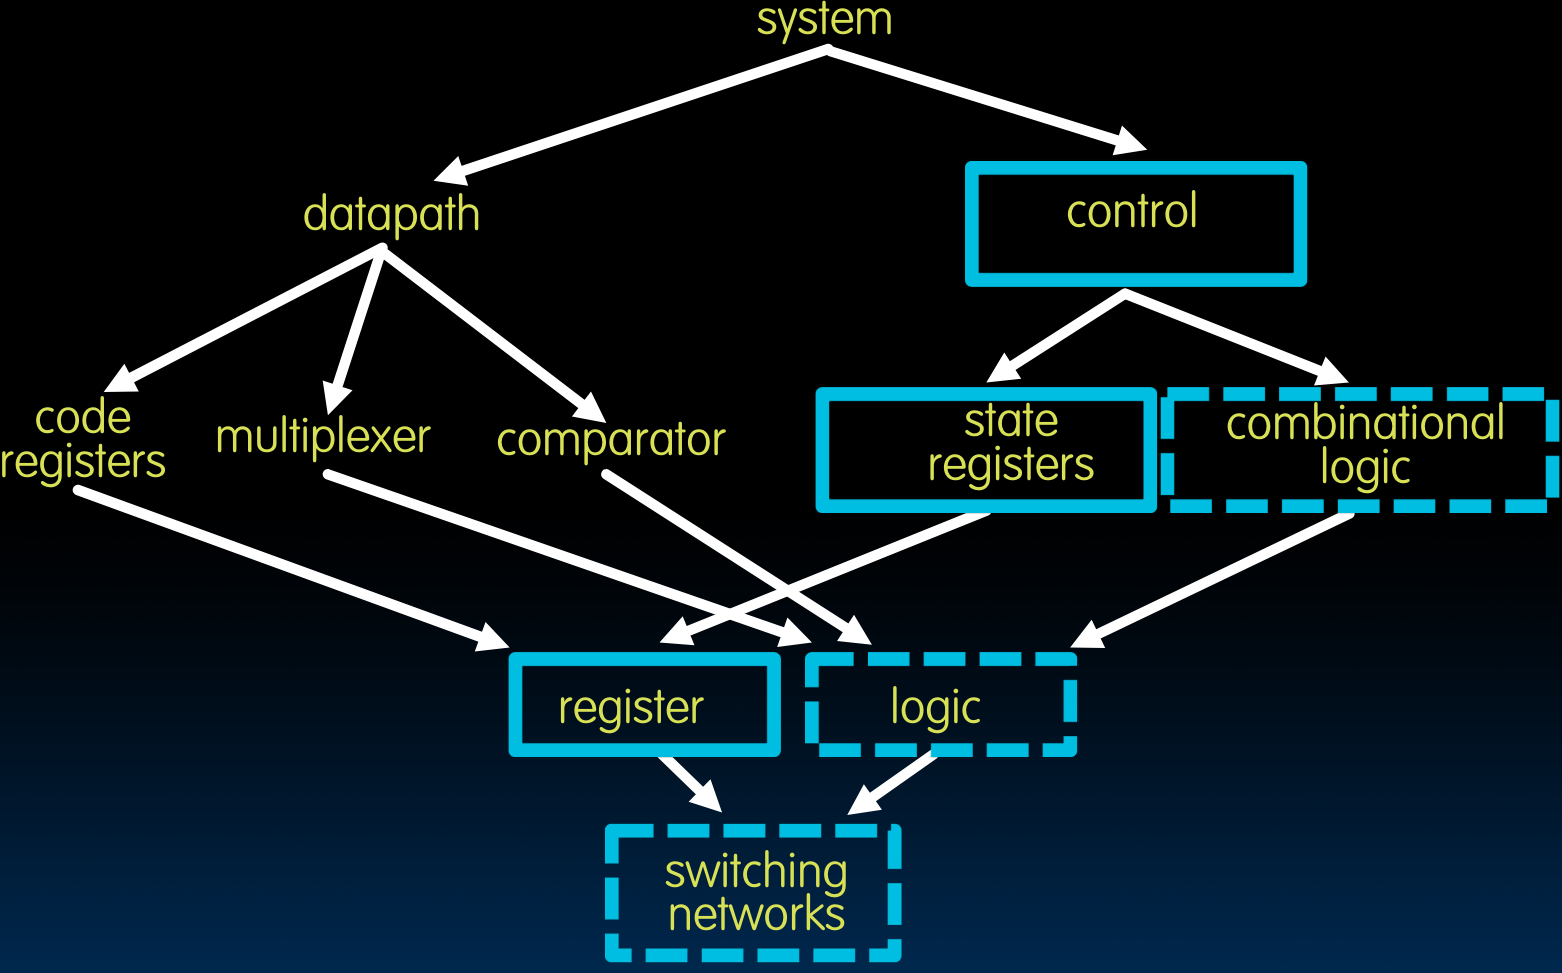 system
datapath
control
code
registers
multiplexer
comparator
state
registers
combinational
logic
register
logic
switching
networks